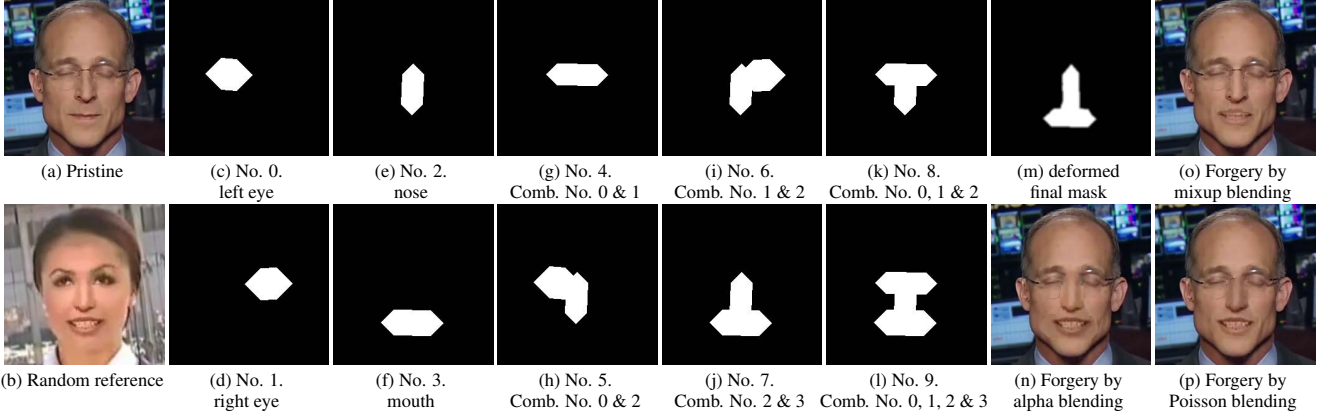 (a) Pristine
(c) No. 0.
left eye
(e) No. 2.
nose
(g) No. 4.
Comb. No. 0 & 1
(i) No. 6.
Comb. No. 1 & 2
(k) No. 8.
Comb. No. 0, 1 & 2
(m) deformed
final mask
(o) Forgery by
mixup blending
(b) Random reference
(d) No. 1.
right eye
(f) No. 3.
mouth
(h) No. 5.
Comb. No. 0 & 2
(j) No. 7.
Comb. No. 2 & 3
(l) No. 9.
Comb. No. 0, 1, 2 & 3
(n) Forgery by
alpha blending
(p) Forgery by
Poisson blending